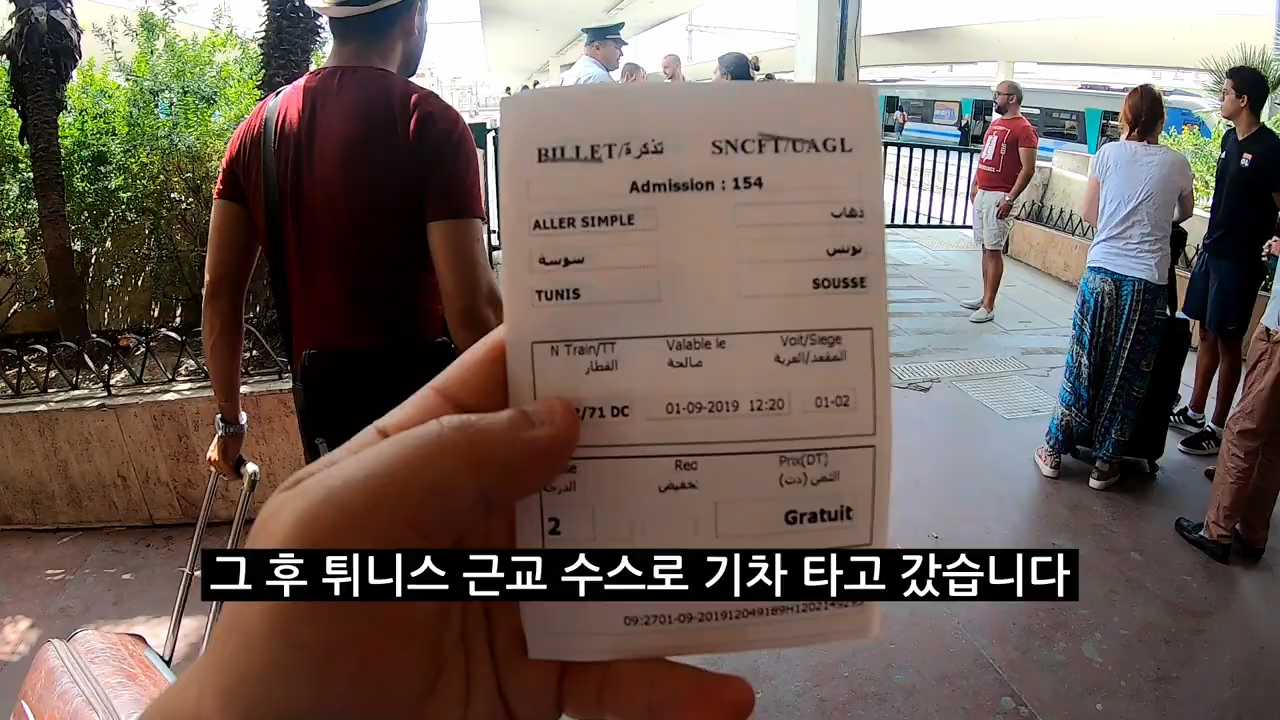 BILLET/تذكرة SNCFT/UAGL
Admission : 154
ALLER SIMPLE ذهاب
سوسة تونس
TUNIS SOUSSE
N Train/TT Valable le Voit/Siege
القطار صالحة المقعد/العربة
/71 DC 01-09-2019 12:20 01-02
Red Prix(DT)
الدرجة تخفيض الثمن (دت)
2 Gratuit
그 후 튀니스 근교 수스로 기차 타고 갔습니다